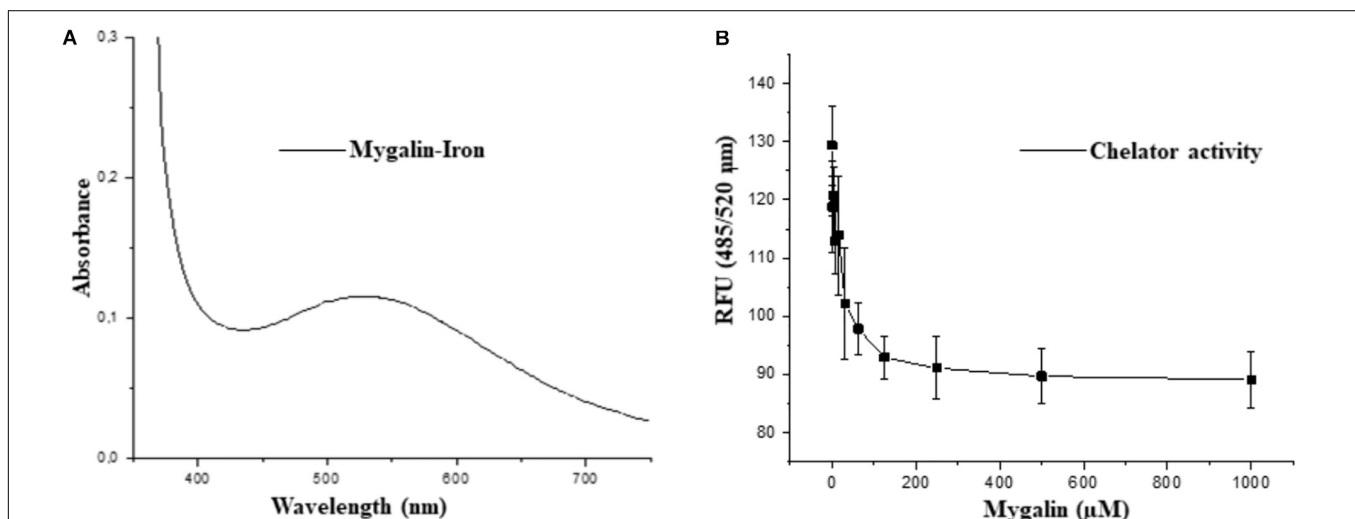 A
0,3
0,2
0,1
0,0
Absorbance
Mygalin-Iron
400
500
600
700
Wavelength (nm)
B
140
130
120
110
100
90
80
RFU (485/520 µm)
Chelator activity
0
200
400
600
800
1000
Mygalin (µM)